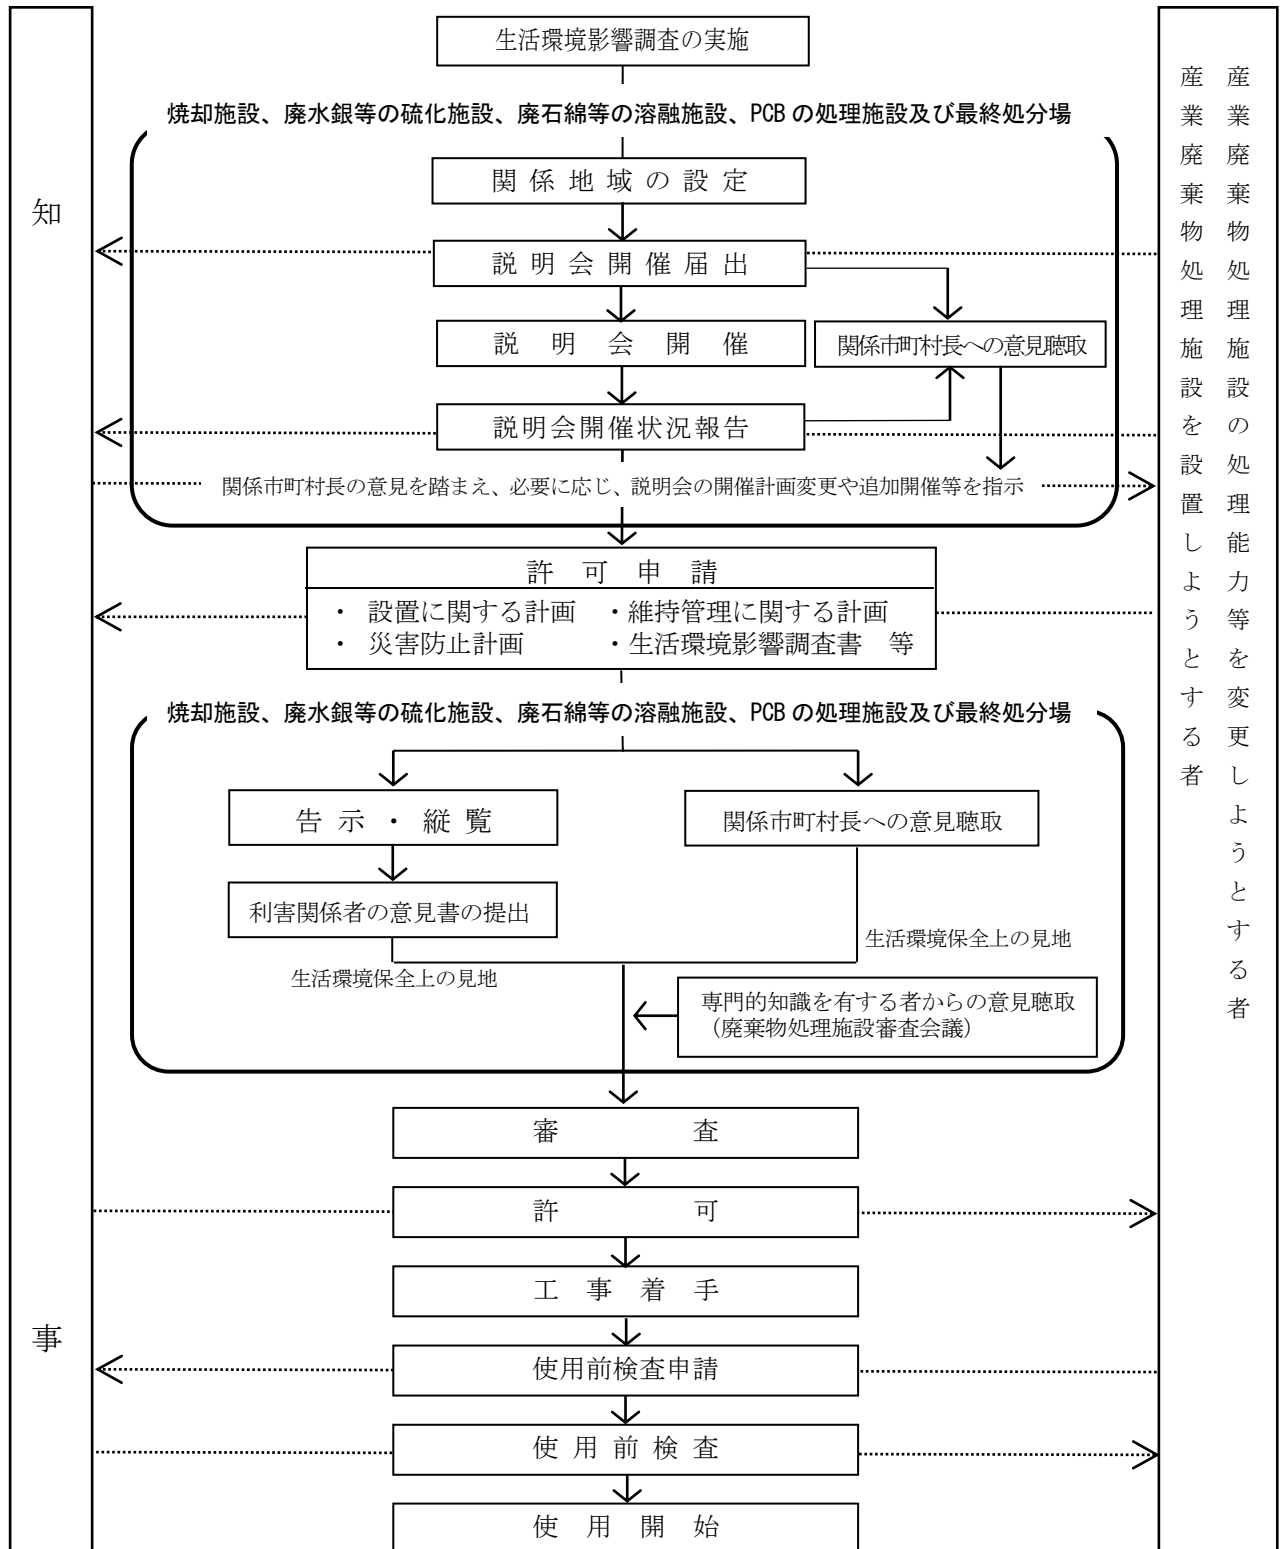 生活環境影響調査の実施
焼却施設、廃水銀等の硫化施設、廃石綿等の溶融施設、PCBの処理施設及び最終処分場
関係地域の設定
説明会開催届出
説明会開催
関係市町村長への意見聴取
説明会開催状況報告
関係市町村長の意見を踏まえ、必要に応じ、説明会の開催計画変更や追加開催等を指示
許可申請
・ 設置に関する計画 ・維持管理に関する計画
・ 災害防止計画 ・生活環境影響調査書 等
焼却施設、廃水銀等の硫化施設、廃石綿等の溶融施設、PCBの処理施設及び最終処分場
告示・縦覧
関係市町村長への意見聴取
利害関係者の意見書の提出
生活環境保全上の見地
生活環境保全上の見地
専門的知識を有する者からの意見聴取
（廃棄物処理施設審査会議）
審査
許可
工事着手
使用前検査申請
使用前検査
使用開始
知事
産業廃棄物処理施設の処理能力等を変更しようとする者
産業廃棄物処理施設を設置しようとする者